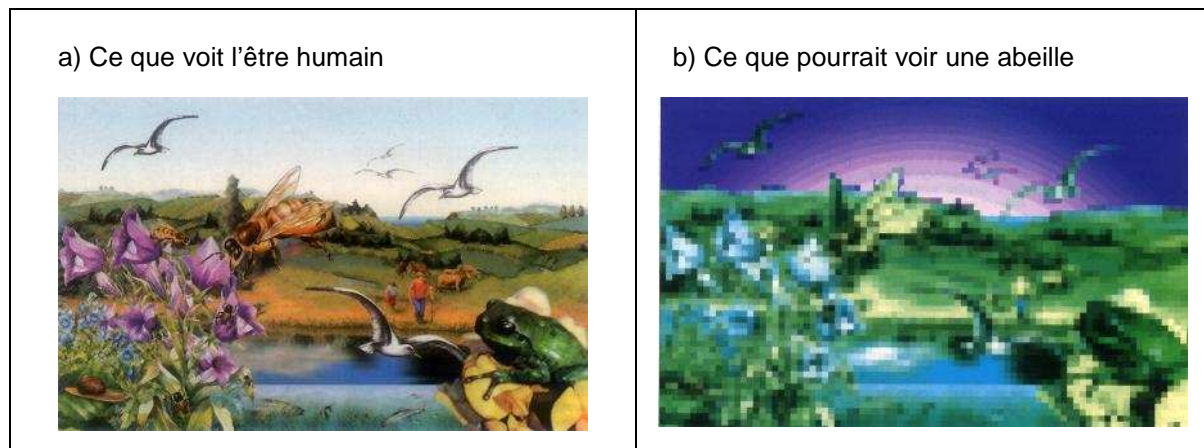 a) Ce que voit l’être humain
b) Ce que pourrait voir une abeille